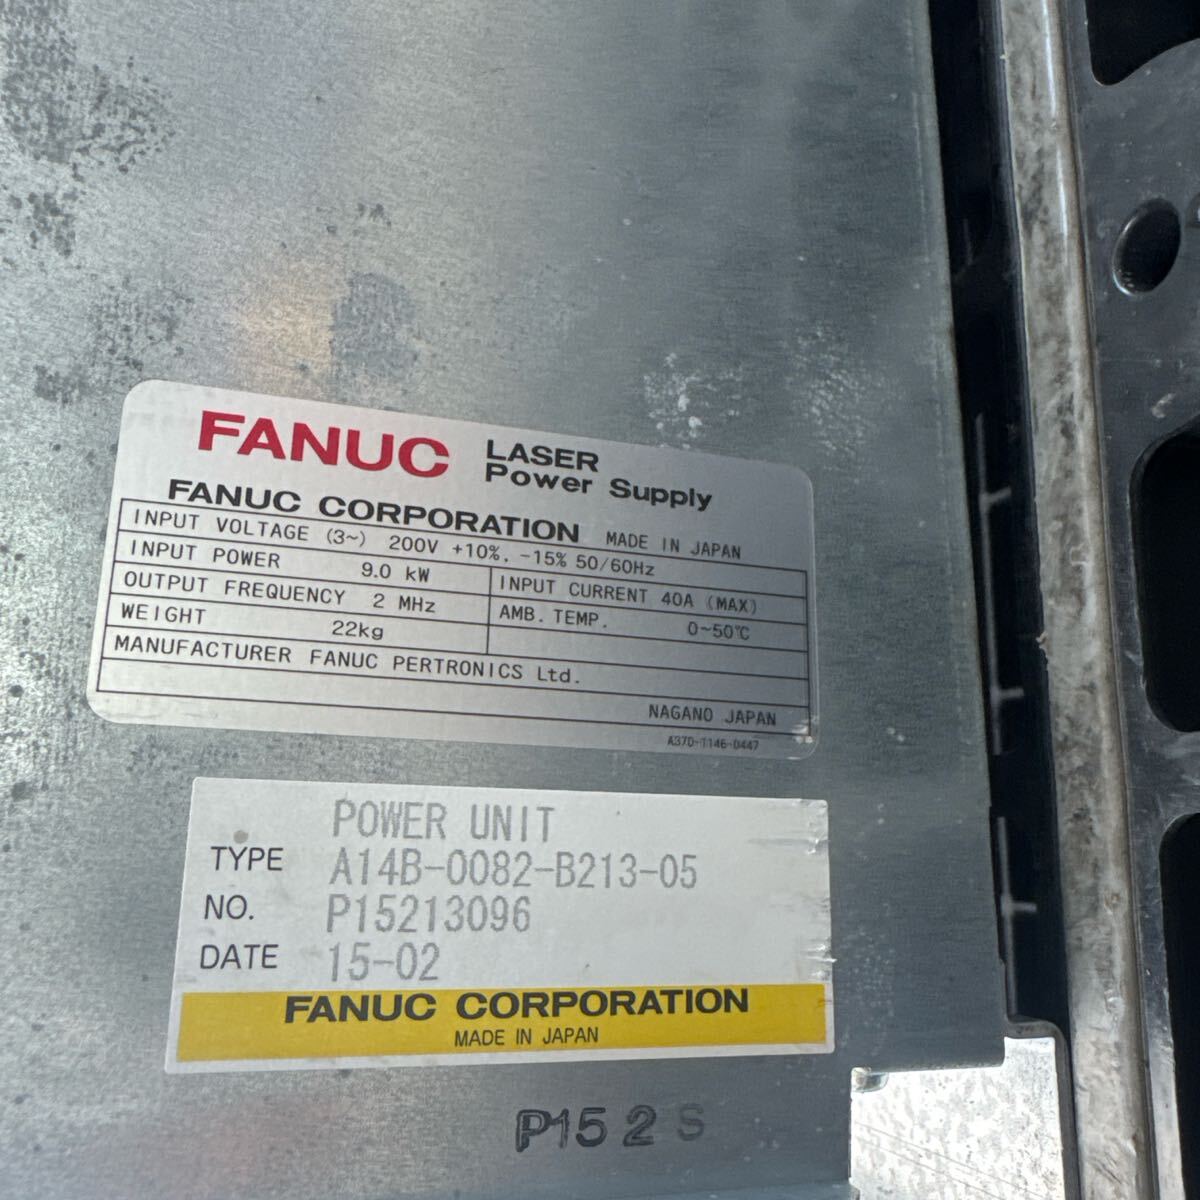 FANUC LASER
Power Supply
FANUC CORPORATION MADE IN JAPAN
INPUT VOLTAGE (3~) 200V +10%, -15% 50/60Hz
INPUT POWER 9.0 kW INPUT CURRENT 40A (MAX)
OUTPUT FREQUENCY 2 MHz AMB. TEMP. 0~50℃
WEIGHT 22kg
MANUFACTURER FANUC PERTRONICS Ltd.
NAGANO JAPAN
A370-1146-0447
POWER UNIT
TYPE A14B-0082-B213-05
NO. P15213096
DATE 15-02
FANUC CORPORATION
MADE IN JAPAN
P152S